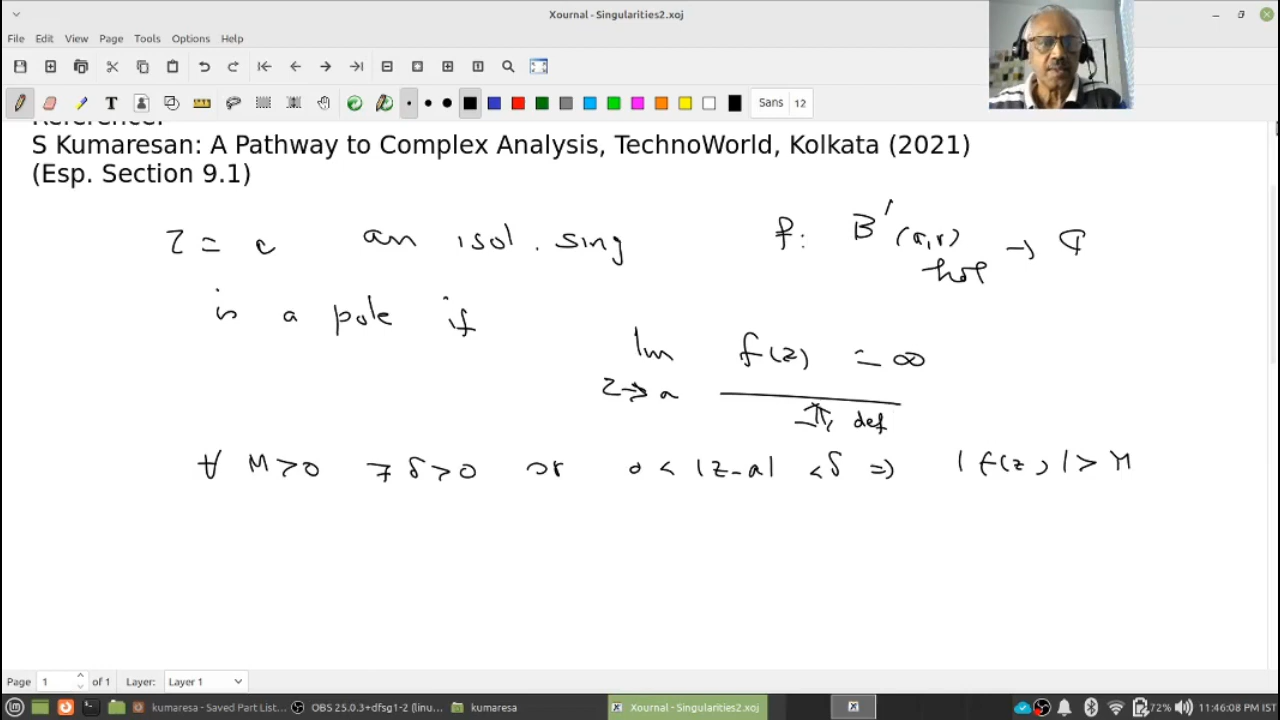 Xournal - Singularities2.xoj
File Edit View Page Tools Options Help
Sans 12
Reference:
S Kumaresan: A Pathway to Complex Analysis, TechnoWorld, Kolkata (2021)
(Esp. Section 9.1)
z = a an isol. sing f: B'(a,r) → ℂ
hol
is a pole if
lim f(z) = ∞
z→a
⇑ def
∀ M>0 ∃ δ>0 0 < |z-a| < δ ⇒ |f(z)| > M
Page 1 of 1 Layer: Layer 1
kumaresa - Saved Part List... OBS 25.0.3+dfsg1-2 (linu... kumaresa Xournal - Singularities2.xoj 72% 11:46:08 PM IST